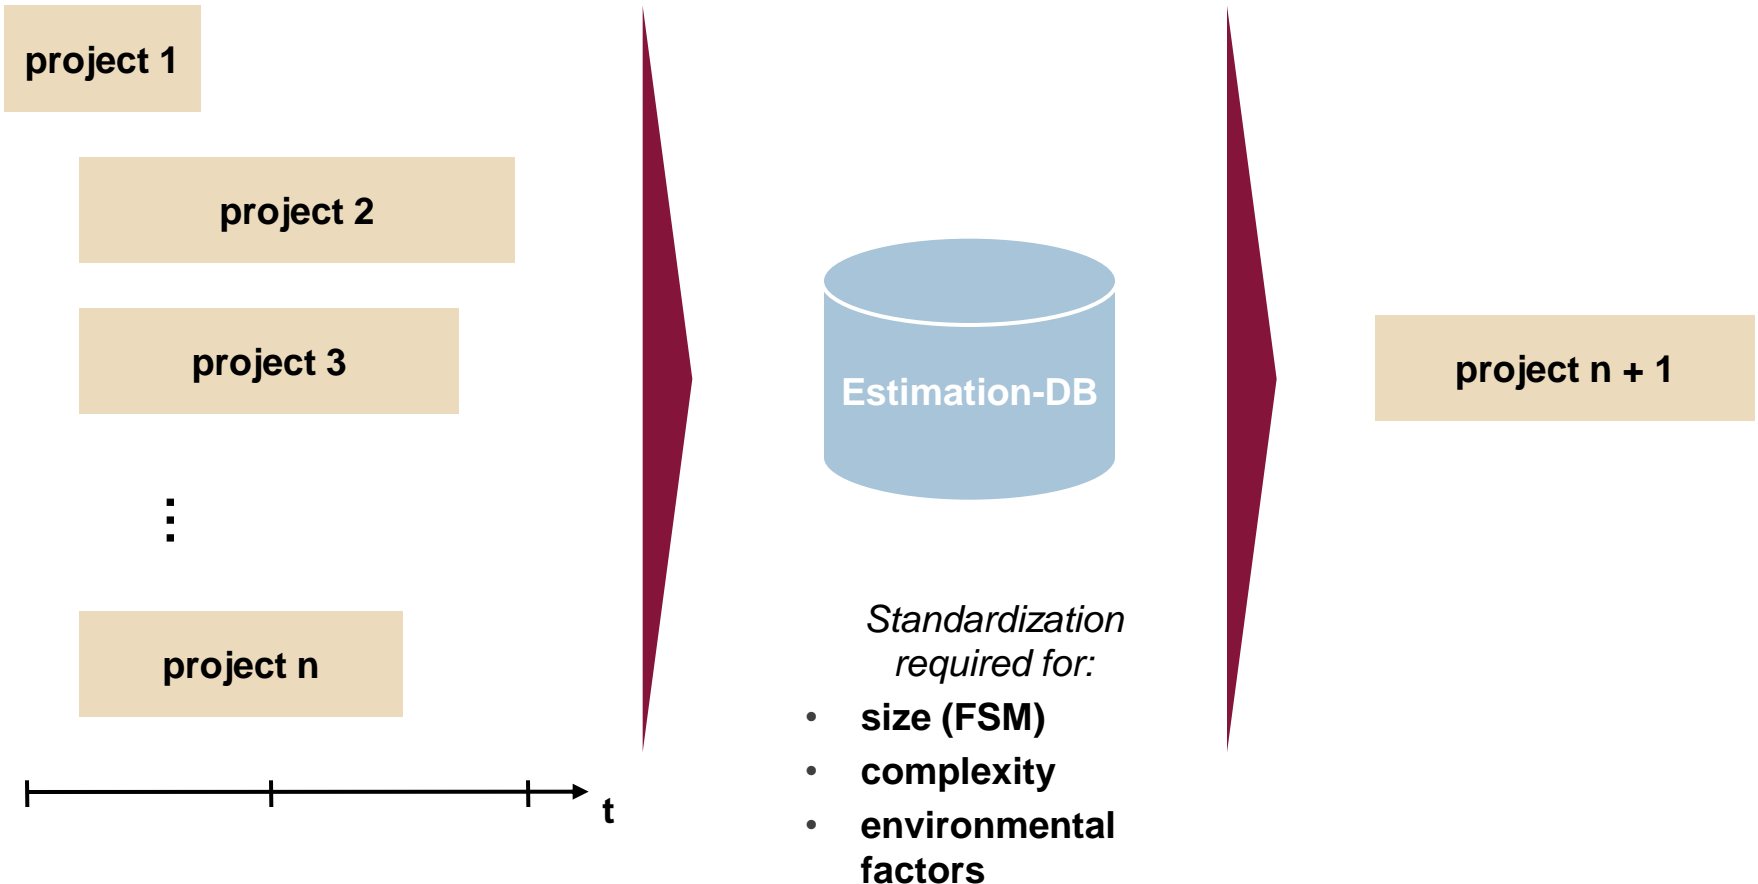 project 1
project 2
project 3
project n
t
Estimation-DB
Standardization
required for:
• size (FSM)
• complexity
• environmental
factors
project n + 1